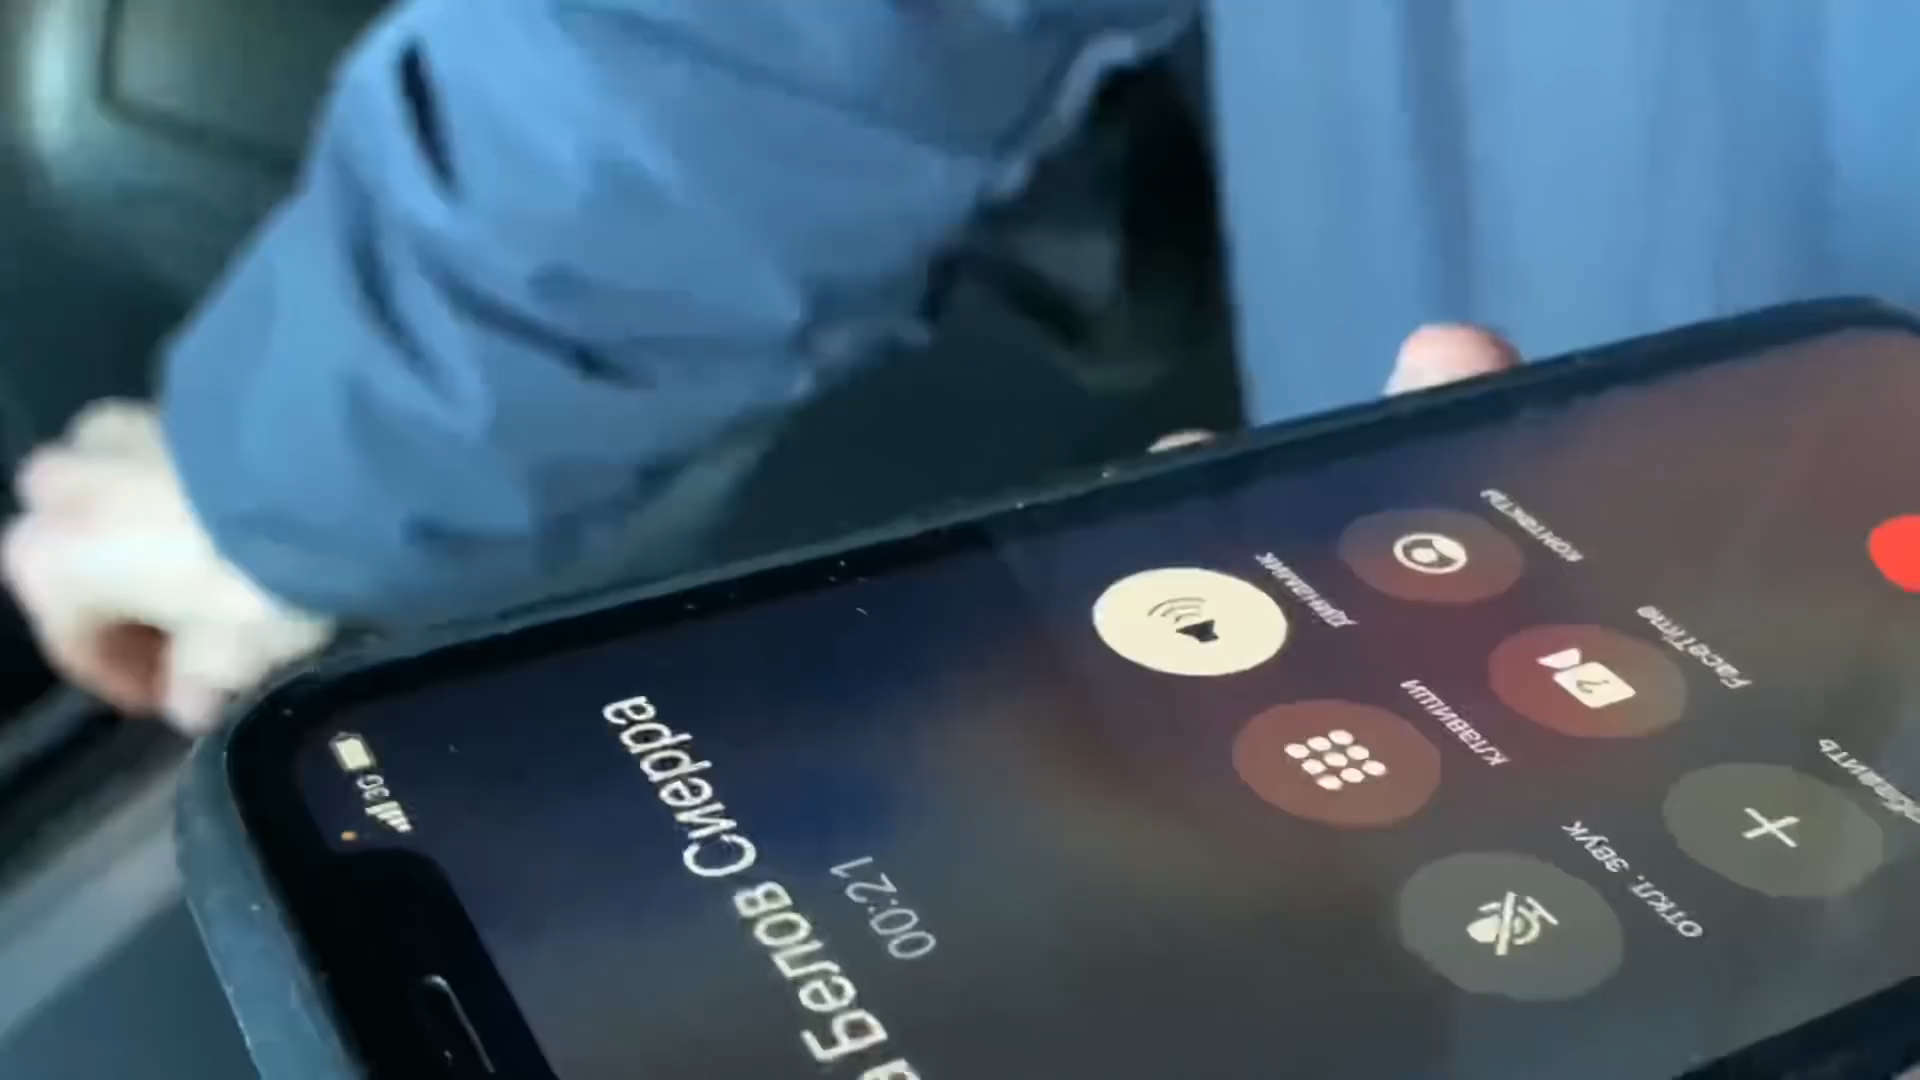 3G
а Белов Сиерра
00:21
откл. звук
клавиши
динамик
FaceTime
контакты